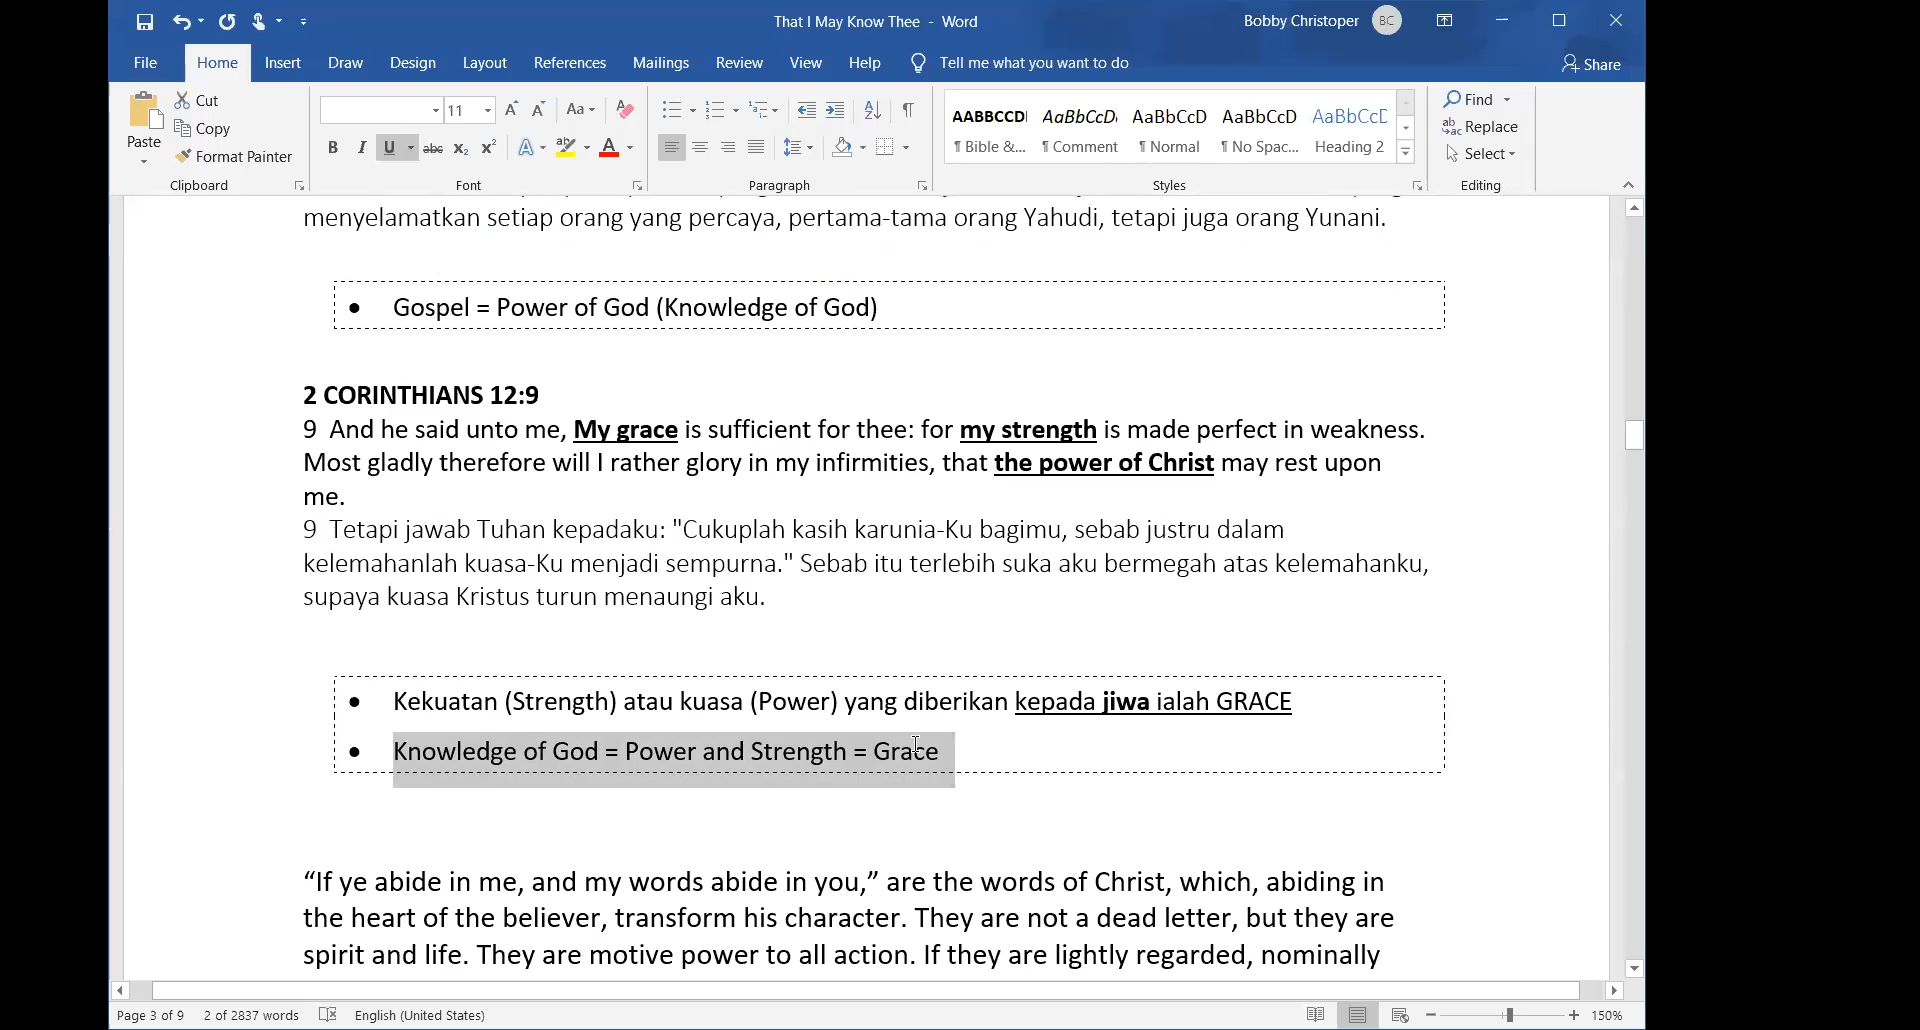 That I May Know Thee - Word
Bobby Christoper BC
File Home Insert Draw Design Layout References Mailings Review View Help Tell me what you want to do Share
Paste
Cut
Copy
Format Painter
Clipboard
11
Font
Paragraph
AABBCCDI AaBbCcDı AaBbCcD AaBbCcD AaBbCcC
¶ Bible &... ¶ Comment ¶ Normal ¶ No Spac... Heading 2
Styles
Find
Replace
Select
Editing
menyelamatkan setiap orang yang percaya, pertama-tama orang Yahudi, tetapi juga orang Yunani.
• Gospel = Power of God (Knowledge of God)
2 CORINTHIANS 12:9
9 And he said unto me, My grace is sufficient for thee: for my strength is made perfect in weakness.
Most gladly therefore will I rather glory in my infirmities, that the power of Christ may rest upon
me.
9 Tetapi jawab Tuhan kepadaku: "Cukuplah kasih karunia-Ku bagimu, sebab justru dalam
kelemahanlah kuasa-Ku menjadi sempurna." Sebab itu terlebih suka aku bermegah atas kelemahanku,
supaya kuasa Kristus turun menaungi aku.
• Kekuatan (Strength) atau kuasa (Power) yang diberikan kepada jiwa ialah GRACE
• Knowledge of God = Power and Strength = Grace
“If ye abide in me, and my words abide in you,” are the words of Christ, which, abiding in
the heart of the believer, transform his character. They are not a dead letter, but they are
spirit and life. They are motive power to all action. If they are lightly regarded, nominally
Page 3 of 9 2 of 2837 words English (United States) 150%